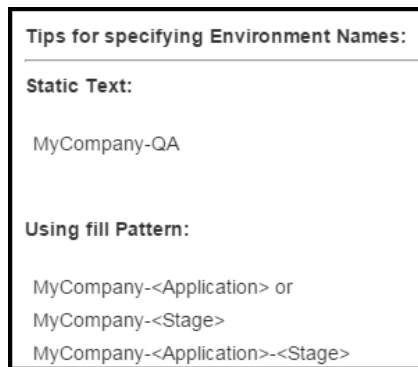 Tips for specifying Environment Names:
Static Text:
MyCompany-QA
Using fill Pattern:
MyCompany-<Application> or
MyCompany-<Stage>
MyCompany-<Application>-<Stage>